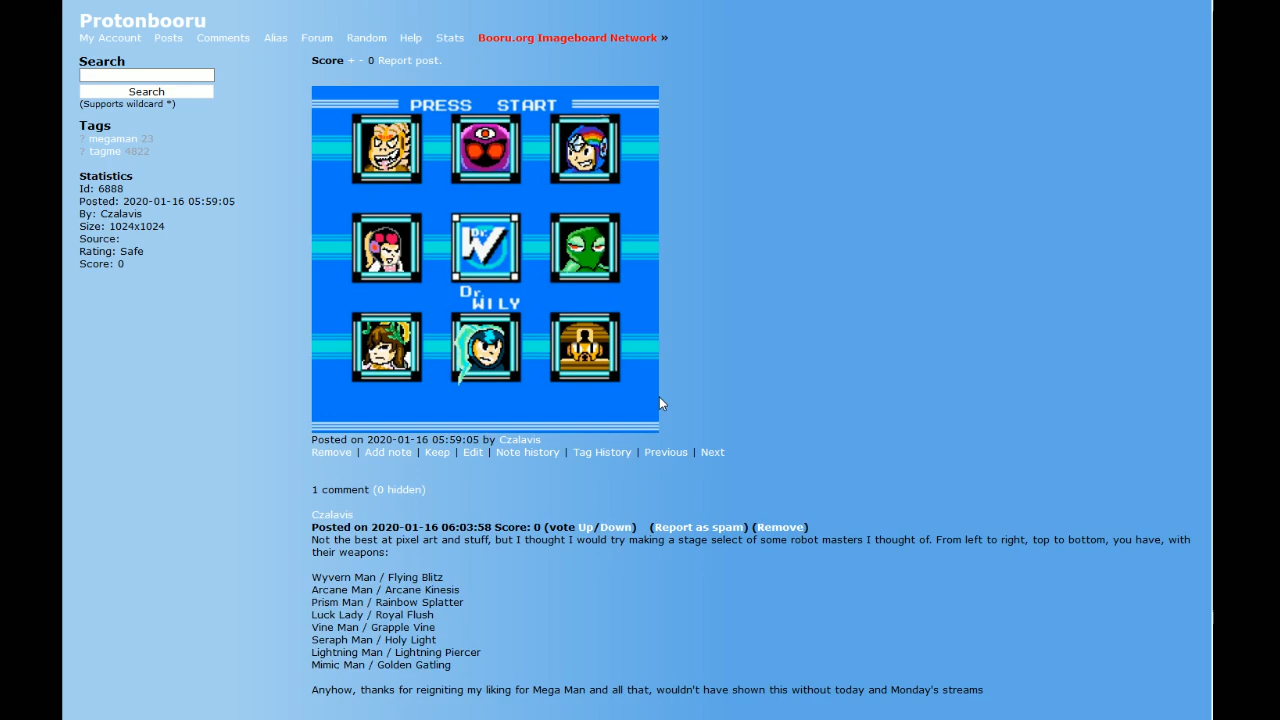 Protonbooru
My Account Posts Comments Alias Forum Random Help Stats Booru.org Imageboard Network »
Search
Search
(Supports wildcard *)
Tags
? megaman 23
? tagme 4822
Statistics
Id: 6888
Posted: 2020-01-16 05:59:05
By: Czalavis
Size: 1024x1024
Source:
Rating: Safe
Score: 0
Score + - 0 Report post.
PRESS START
Dr. W
Dr.
WILY
Posted on 2020-01-16 05:59:05 by Czalavis
Remove | Add note | Keep | Edit | Note history | Tag History | Previous | Next
1 comment (0 hidden)
Czalavis
Posted on 2020-01-16 06:03:58 Score: 0 (vote Up/Down) (Report as spam) (Remove)
Not the best at pixel art and stuff, but I thought I would try making a stage select of some robot masters I thought of. From left to right, top to bottom, you have, with
their weapons:
Wyvern Man / Flying Blitz
Arcane Man / Arcane Kinesis
Prism Man / Rainbow Splatter
Luck Lady / Royal Flush
Vine Man / Grapple Vine
Seraph Man / Holy Light
Lightning Man / Lightning Piercer
Mimic Man / Golden Gatling
Anyhow, thanks for reigniting my liking for Mega Man and all that, wouldn't have shown this without today and Monday's streams